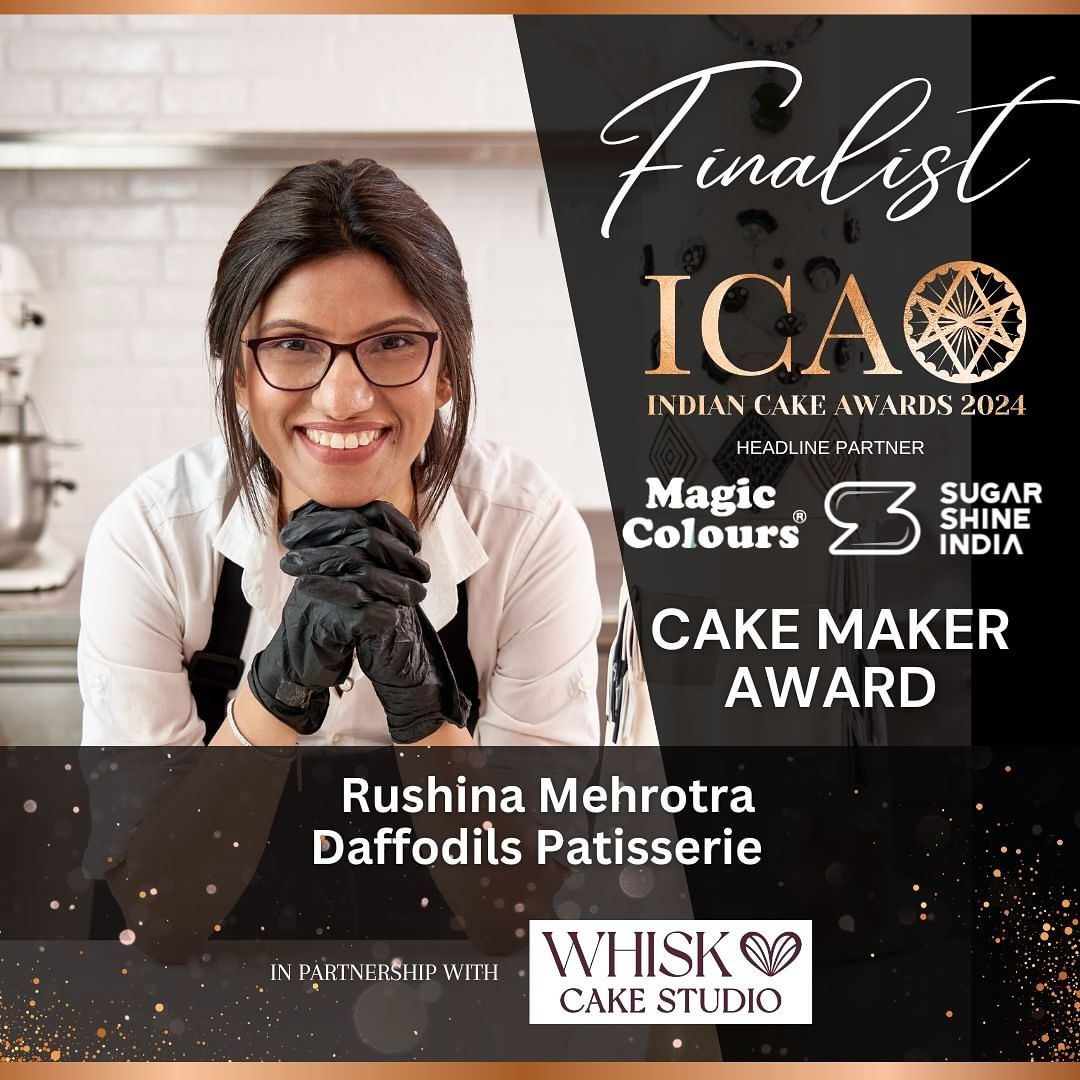 Finalist
ICA
INDIAN CAKE AWARDS 2024
HEADLINE PARTNER
Magic
Colours®
SUGAR
SHINE
INDIA
CAKE MAKER
AWARD
Rushina Mehrotra
Daffodils Patisserie
IN PARTNERSHIP WITH
WHISK
CAKE STUDIO